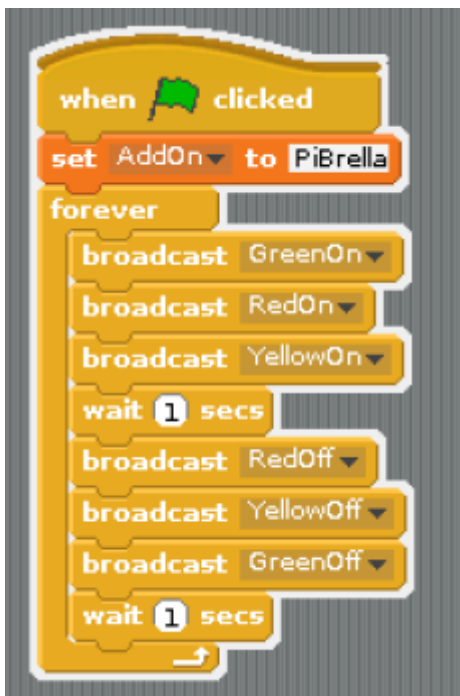 when clicked
set AddOn to PiBrella
forever
broadcast GreenOn
broadcast RedOn
broadcast YellowOn
wait 1 secs
broadcast RedOff
broadcast YellowOff
broadcast GreenOff
wait 1 secs